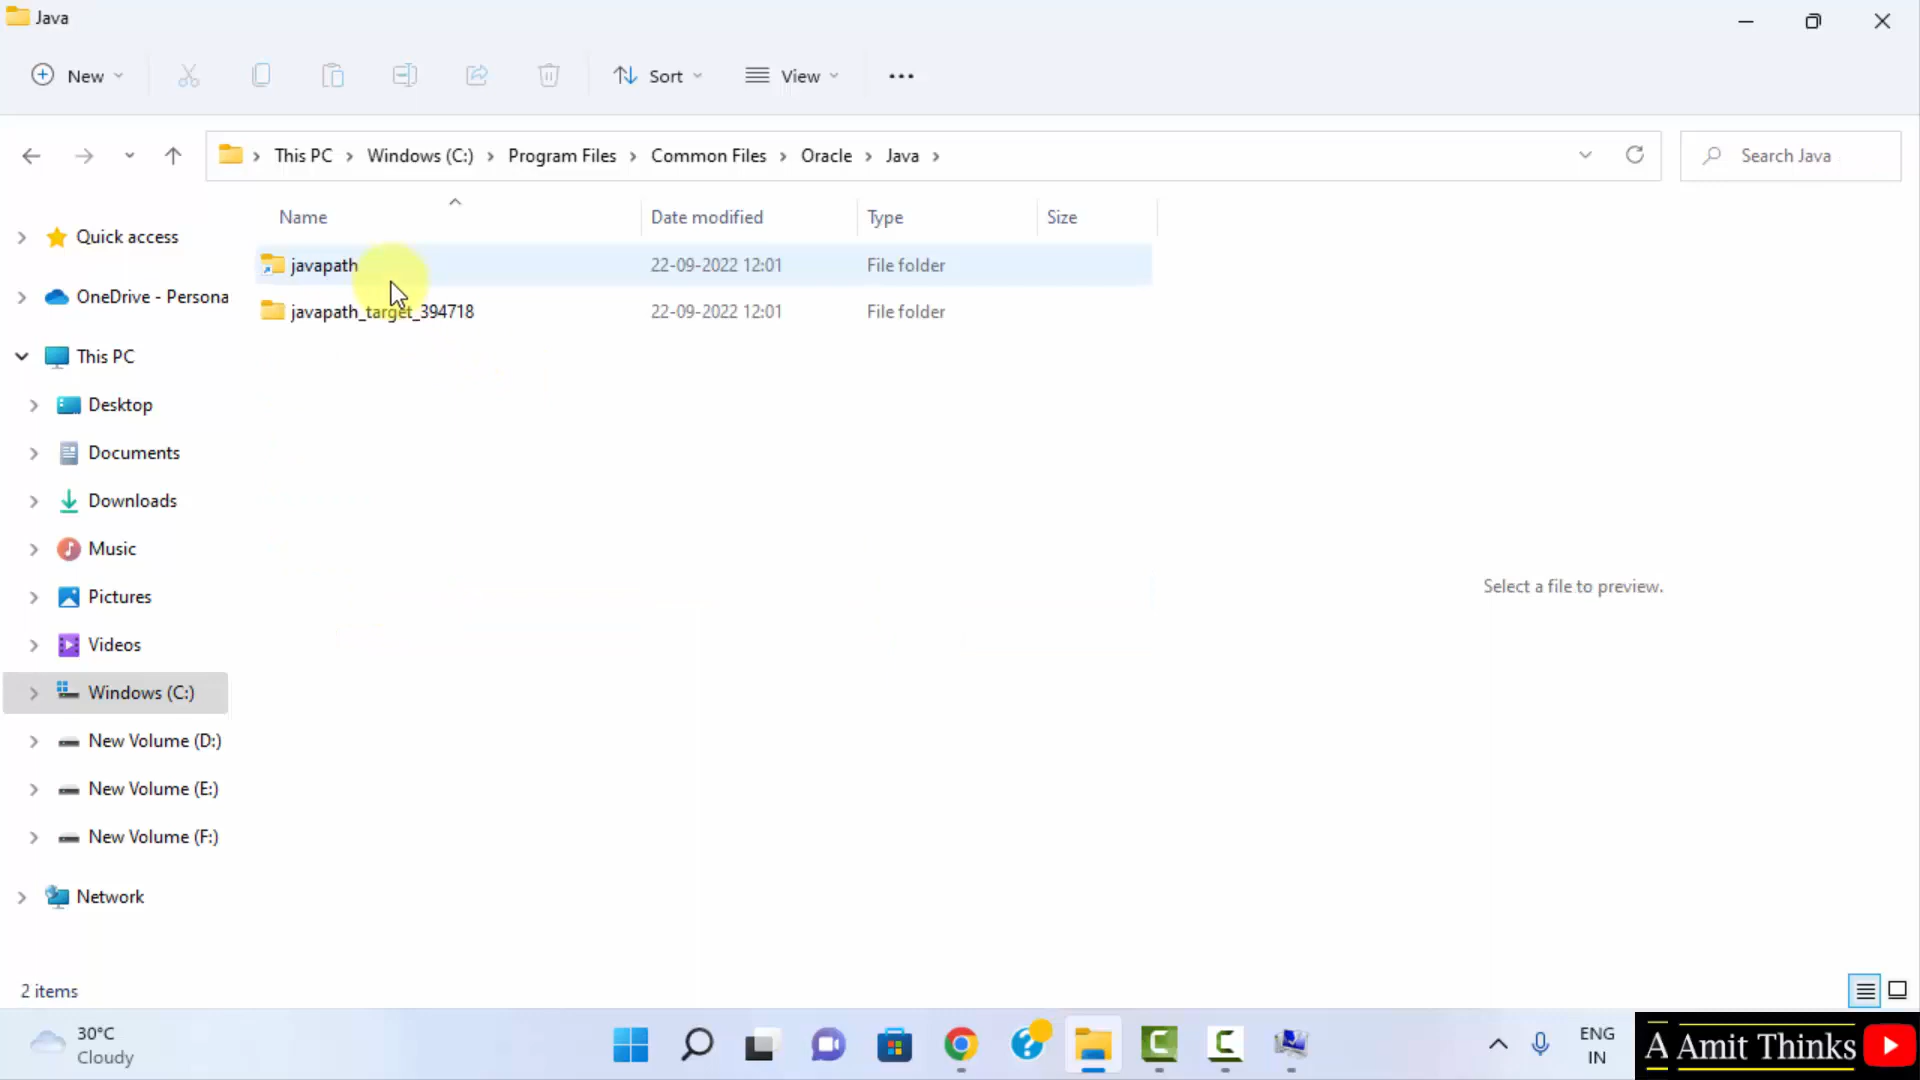 Java
New
Sort
View
This PC
Windows (C:)
Program Files
Common Files
Oracle
Java
Search Java
Name
Date modified
Type
Size
javapath
22-09-2022 12:01
File folder
javapath_target_394718
22-09-2022 12:01
File folder
Quick access
OneDrive - Persona
This PC
Desktop
Documents
Downloads
Music
Pictures
Videos
Windows (C:)
New Volume (D:)
New Volume (E:)
New Volume (F:)
Network
Select a file to preview.
2 items
30°C
Cloudy
ENG
IN
A Amit Thinks